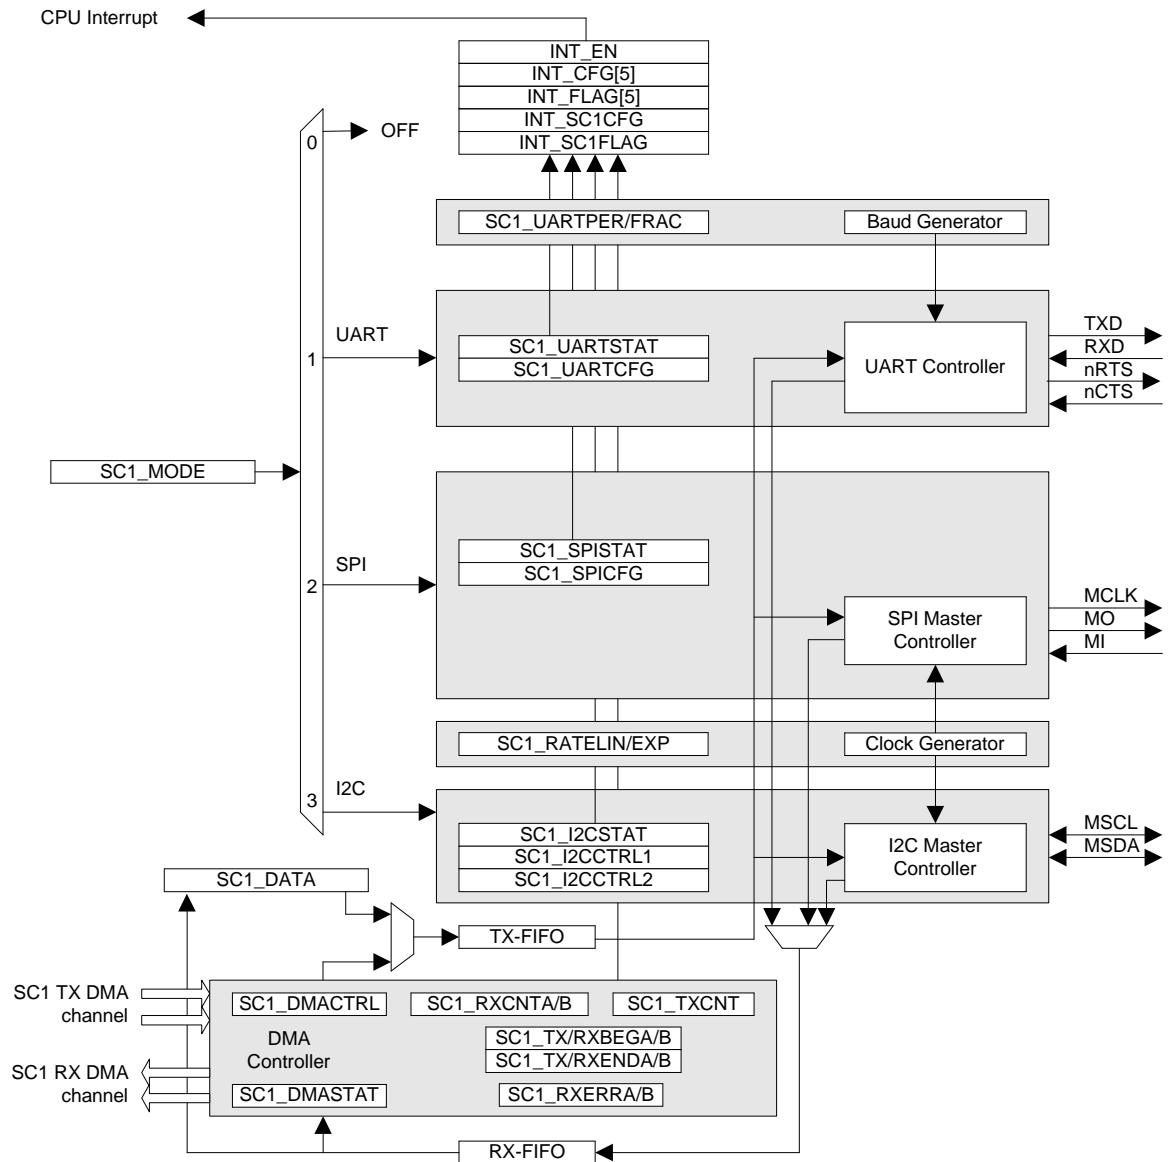 CPU Interrupt
INT_EN
INT_CFG[5]
INT_FLAG[5]
INT_SC1CFG
INT_SC1FLAG
0
OFF
SC1_UARTPER/FRAC
Baud Generator
UART
1
SC1_UARTSTAT
SC1_UARTCFG
UART Controller
TXD
RXD
nRTS
nCTS
SC1_MODE
SPI
2
SC1_SPISTAT
SC1_SPICFG
SPI Master
Controller
MCLK
MO
MI
SC1_RATELIN/EXP
Clock Generator
I2C
3
SC1_I2CSTAT
SC1_I2CCTRL1
SC1_I2CCTRL2
I2C Master
Controller
MSCL
MSDA
SC1_DATA
TX-FIFO
SC1 TX DMA
channel
SC1_DMACTRL
SC1_RXCNTA/B
SC1_TXCNT
DMA
Controller
SC1_TX/RXBEGA/B
SC1_TX/RXENDA/B
SC1 RX DMA
channel
SC1_DMASTAT
SC1_RXERRA/B
RX-FIFO